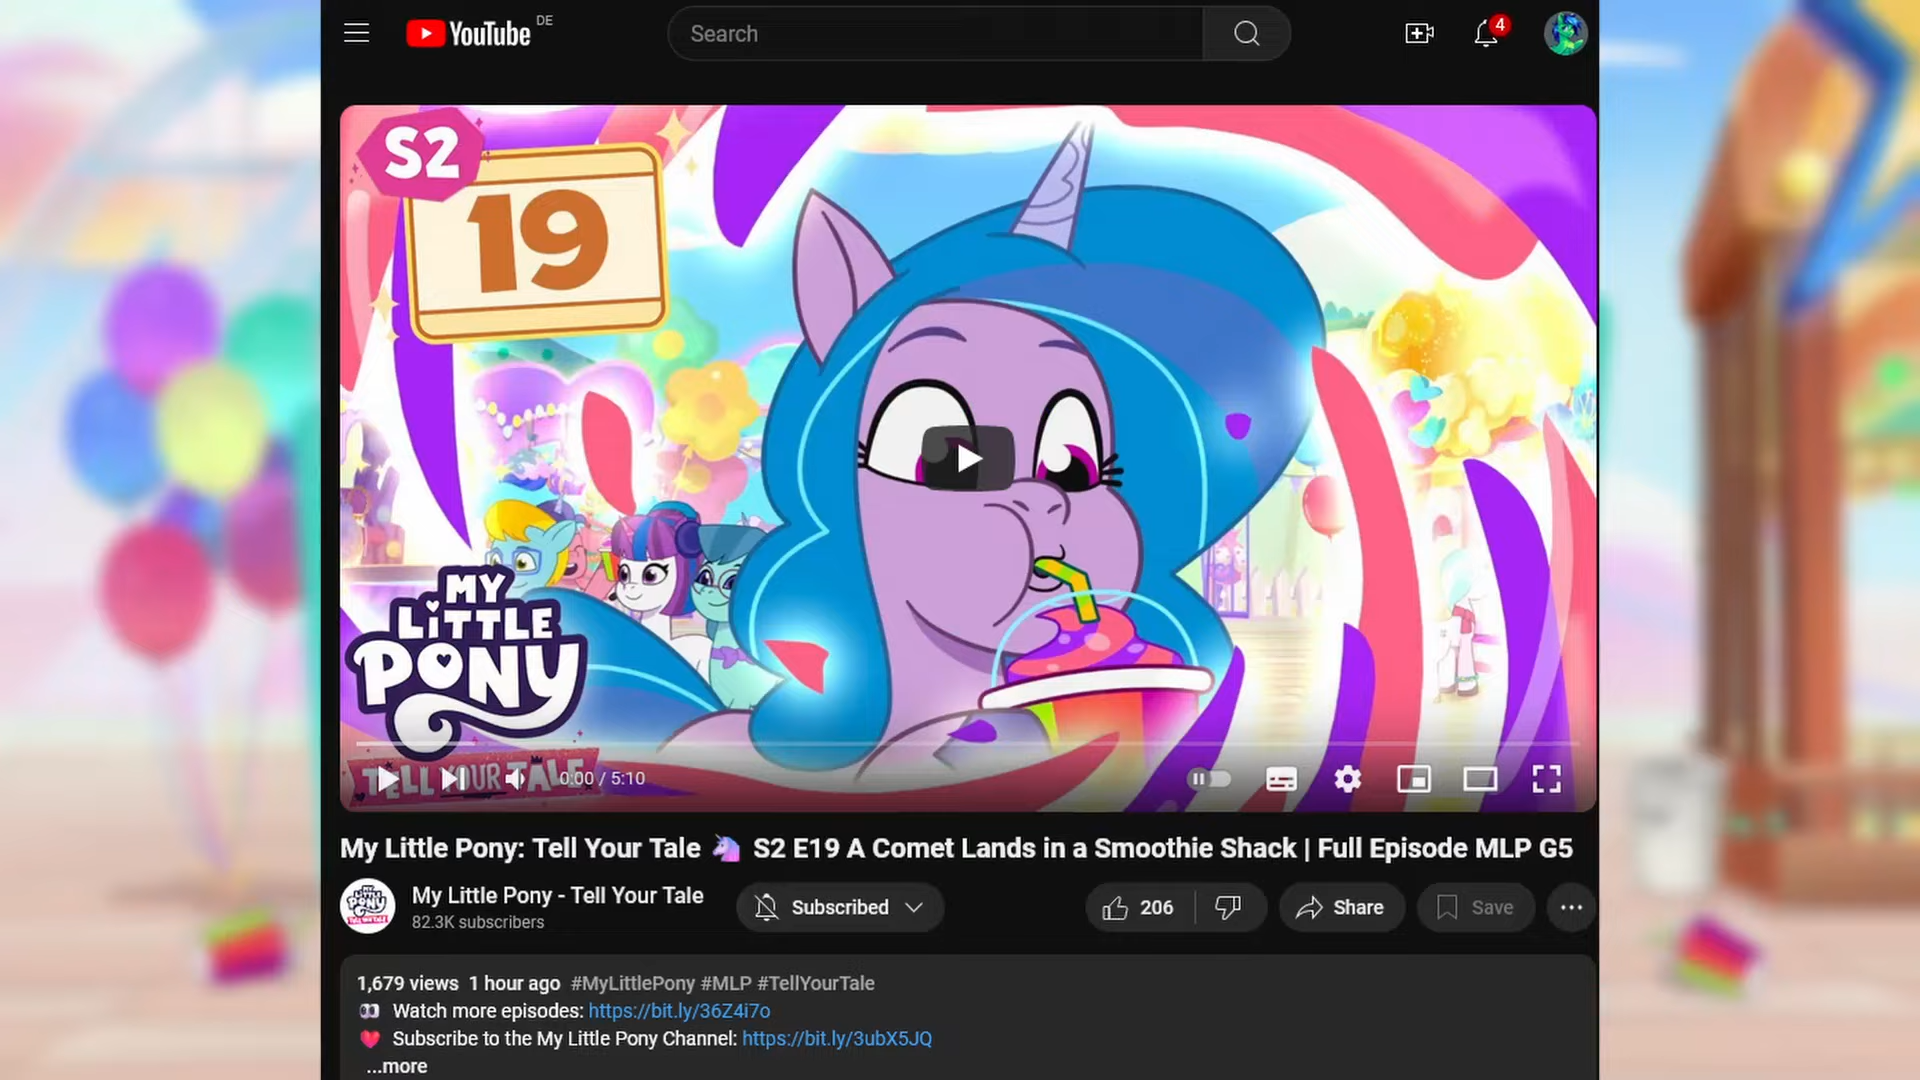 YouTube DE
Search
4
S2
19
MY
LITTLE
PONY
TELL YOUR TALE
0:00 / 5:10
My Little Pony: Tell Your Tale 🦄 S2 E19 A Comet Lands in a Smoothie Shack | Full Episode MLP G5
My Little Pony - Tell Your Tale
82.3K subscribers
Subscribed
206
Share
Save
1,679 views 1 hour ago #MyLittlePony #MLP #TellYourTale
👀 Watch more episodes: https://bit.ly/36Z4i7o
❤️ Subscribe to the My Little Pony Channel: https://bit.ly/3ubX5JQ
...more